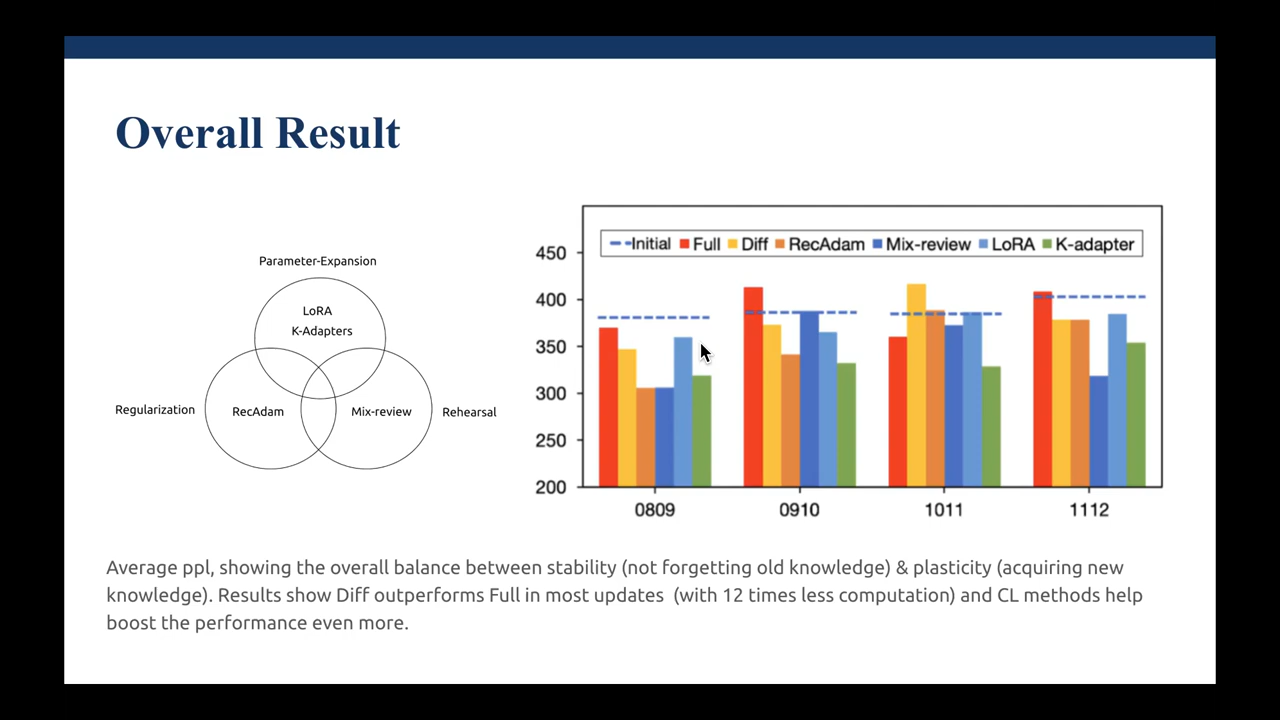 Overall Result
Parameter-Expansion
LoRA
K-Adapters
Regularization
RecAdam
Mix-review
Rehearsal
Initial Full Diff RecAdam Mix-review LoRA K-adapter
450
400
350
300
250
200
0809 0910 1011 1112
Average ppl, showing the overall balance between stability (not forgetting old knowledge) & plasticity (acquiring new
knowledge). Results show Diff outperforms Full in most updates (with 12 times less computation) and CL methods help
boost the performance even more.